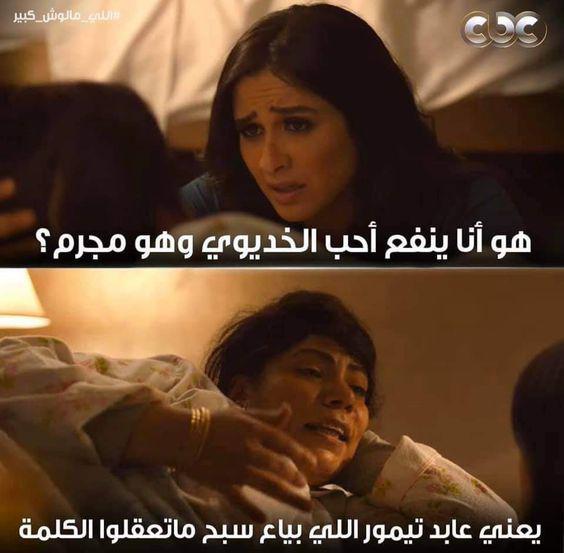 #اللي_مالوش_كبير
cbc
هو أنا ينفع أحب الخديوي وهو مجرم؟
يعني عابد تيمور اللي بياع سبح ماتعقلوا الكلمة